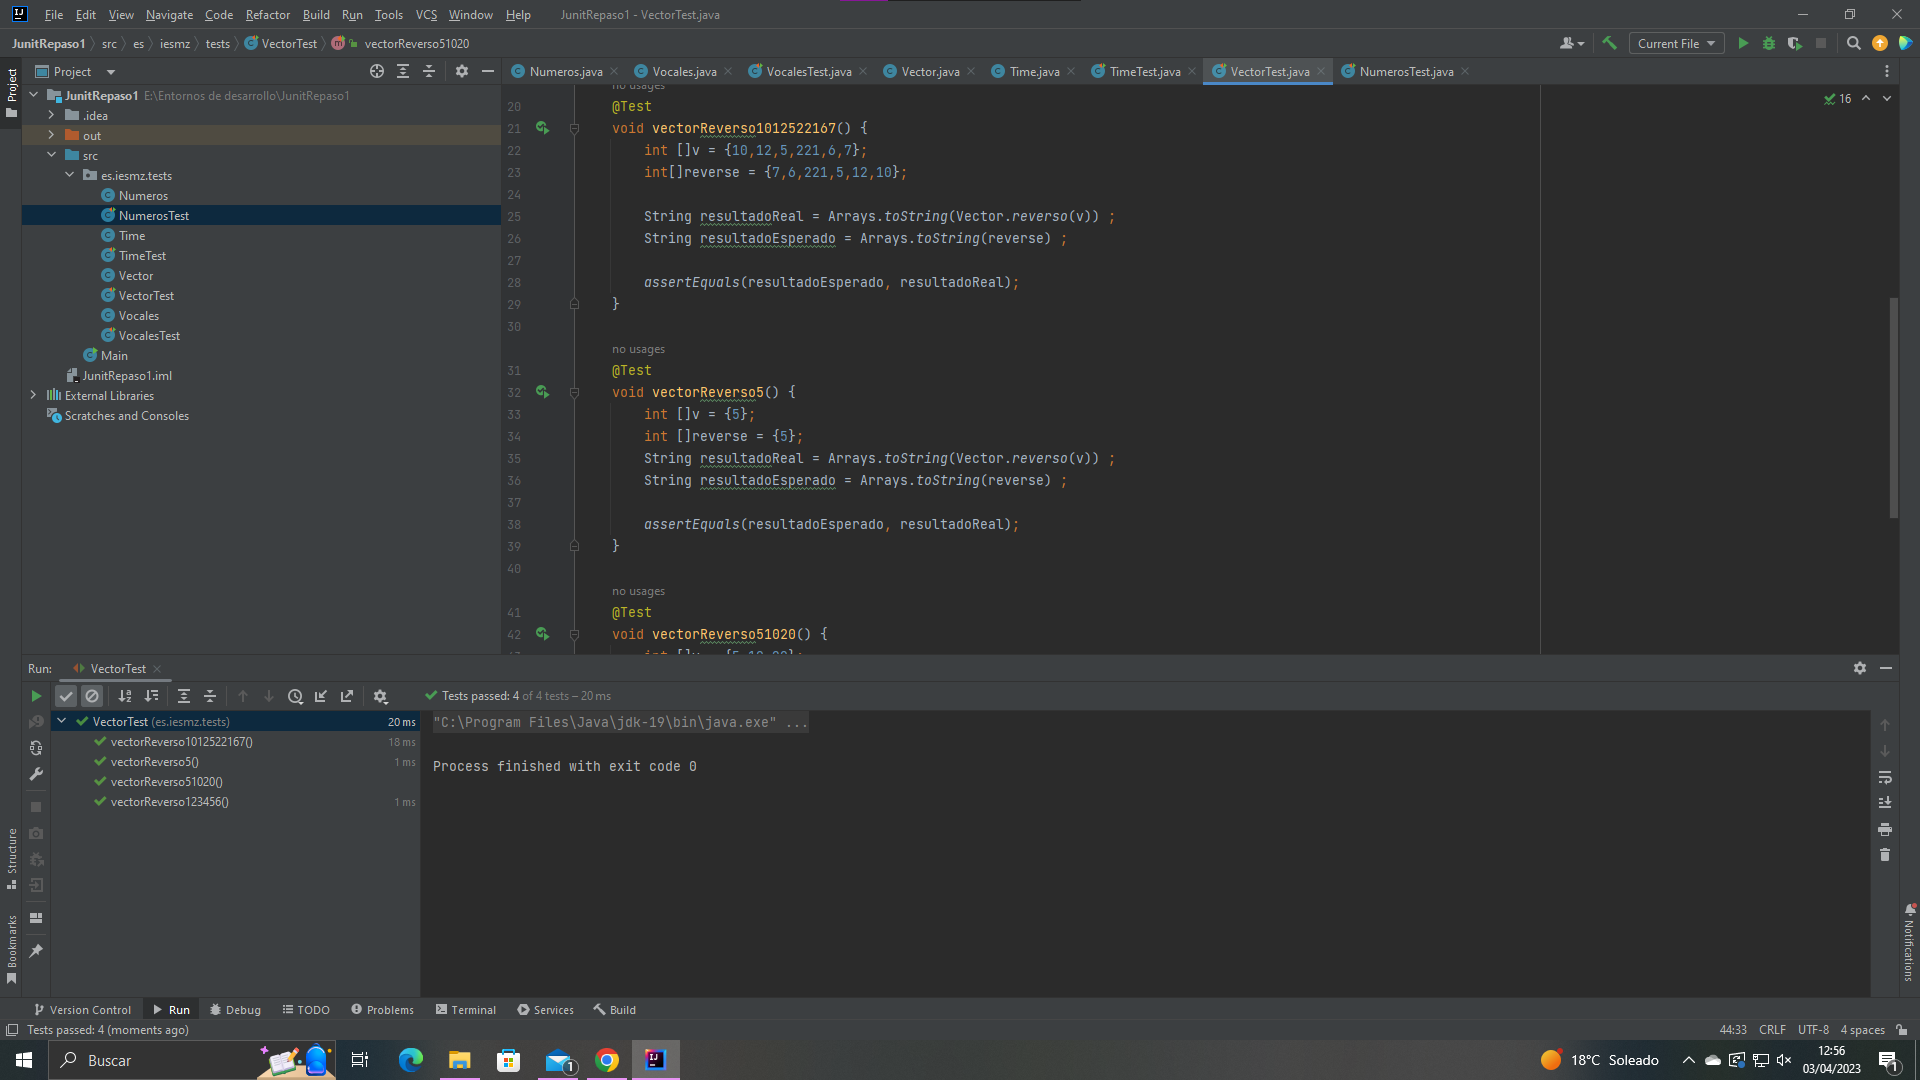 File Edit View Navigate Code Refactor Build Run Tools VCS Window Help JunitRepaso1 - VectorTest.java
JunitRepaso1 src es iesmz tests VectorTest vectorReverso51020 Current File
Project Numeros.java Vocales.java VocalesTest.java Vector.java Time.java TimeTest.java VectorTest.java NumerosTest.java
Project
JunitRepaso1 E:\Entornos de desarrollo\JunitRepaso1
.idea
out
src
es.iesmz.tests
Numeros
NumerosTest
Time
TimeTest
Vector
VectorTest
Vocales
VocalesTest
Main
JunitRepaso1.iml
External Libraries
Scratches and Consoles
no usages
16
20 @Test
21 void vectorReverso1012522167() {
22 int []v = {10,12,5,221,6,7};
23 int[]reverse = {7,6,221,5,12,10};
24
25 String resultadoReal = Arrays.toString(Vector.reverso(v)) ;
26 String resultadoEsperado = Arrays.toString(reverse) ;
27
28 assertEquals(resultadoEsperado, resultadoReal);
29 }
30
no usages
31 @Test
32 void vectorReverso5() {
33 int []v = {5};
34 int []reverse = {5};
35 String resultadoReal = Arrays.toString(Vector.reverso(v)) ;
36 String resultadoEsperado = Arrays.toString(reverse) ;
37
38 assertEquals(resultadoEsperado, resultadoReal);
39 }
40
no usages
41 @Test
42 void vectorReverso51020() {
Run: VectorTest
Tests passed: 4 of 4 tests – 20 ms
VectorTest (es.iesmz.tests) 20 ms
vectorReverso1012522167() 18 ms
vectorReverso5() 1 ms
vectorReverso51020()
vectorReverso123456() 1 ms
"C:\Program Files\Java\jdk-19\bin\java.exe" ...
Process finished with exit code 0
Structure
Bookmarks
Notifications
Version Control Run Debug TODO Problems Terminal Services Build
Tests passed: 4 (moments ago) 44:33 CRLF UTF-8 4 spaces
Buscar 1 18°C Soleado 12:56
03/04/2023 1